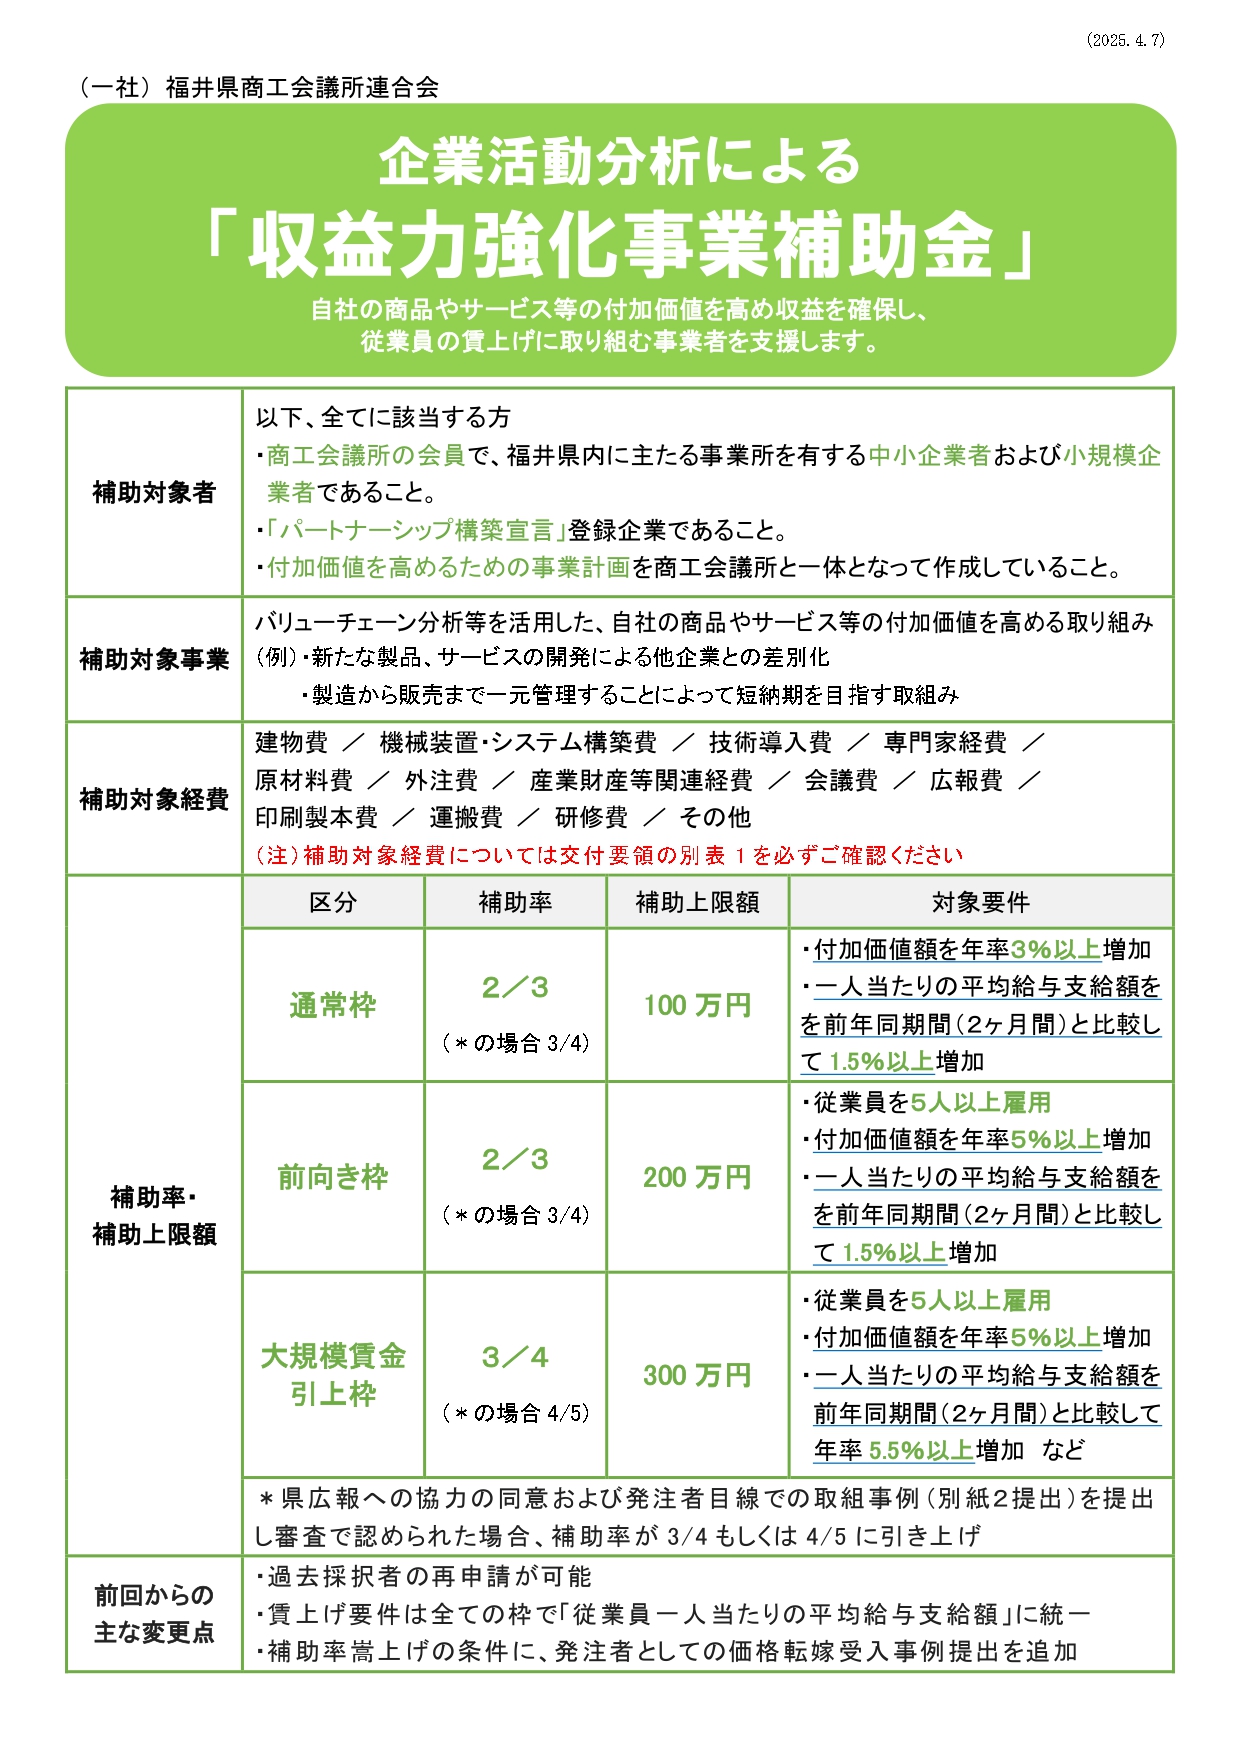 （2025.4.7）
（一社）福井県商工会議所連合会
企業活動分析による
「収益力強化事業補助金」
自社の商品やサービス等の付加価値を高め収益を確保し、
従業員の賃上げに取り組む事業者を支援します。
補助対象者
以下、全てに該当する方
・商工会議所の会員で、福井県内に主たる事業所を有する中小企業者および小規模企
業者であること。
・「パートナーシップ構築宣言」登録企業であること。
・付加価値を高めるための事業計画を商工会議所と一体となって作成していること。
補助対象事業
バリューチェーン分析等を活用した、自社の商品やサービス等の付加価値を高める取り組み
（例）・新たな製品、サービスの開発による他企業との差別化
・製造から販売まで一元管理することによって短納期を目指す取組み
補助対象経費
建物費 ／ 機械装置・システム構築費 ／ 技術導入費 ／ 専門家経費 ／
原材料費 ／ 外注費 ／ 産業財産等関連経費 ／ 会議費 ／ 広報費 ／
印刷製本費 ／ 運搬費 ／ 研修費 ／ その他
（注）補助対象経費については交付要領の別表１を必ずご確認ください
補助率・
補助上限額
区分
補助率
補助上限額
対象要件
通常枠
２／３
（＊の場合 3/4）
100 万円
・付加価値額を年率３％以上増加
・一人当たりの平均給与支給額を
を前年同期間（２ヶ月間）と比較し
て 1.5％以上増加
前向き枠
２／３
（＊の場合 3/4）
200 万円
・従業員を５人以上雇用
・付加価値額を年率５％以上増加
・一人当たりの平均給与支給額を
を前年同期間（２ヶ月間）と比較し
て 1.5％以上増加
大規模賃金
引上枠
３／４
（＊の場合 4/5）
300 万円
・従業員を５人以上雇用
・付加価値額を年率５％以上増加
・一人当たりの平均給与支給額を
前年同期間（２ヶ月間）と比較して
年率 5.5％以上増加 など
＊県広報への協力の同意および発注者目線での取組事例（別紙２提出）を提出
し審査で認められた場合、補助率が 3/4 もしくは 4/5 に引き上げ
前回からの
主な変更点
・過去採択者の再申請が可能
・賃上げ要件は全ての枠で「従業員一人当たりの平均給与支給額」に統一
・補助率嵩上げの条件に、発注者としての価格転嫁受入事例提出を追加